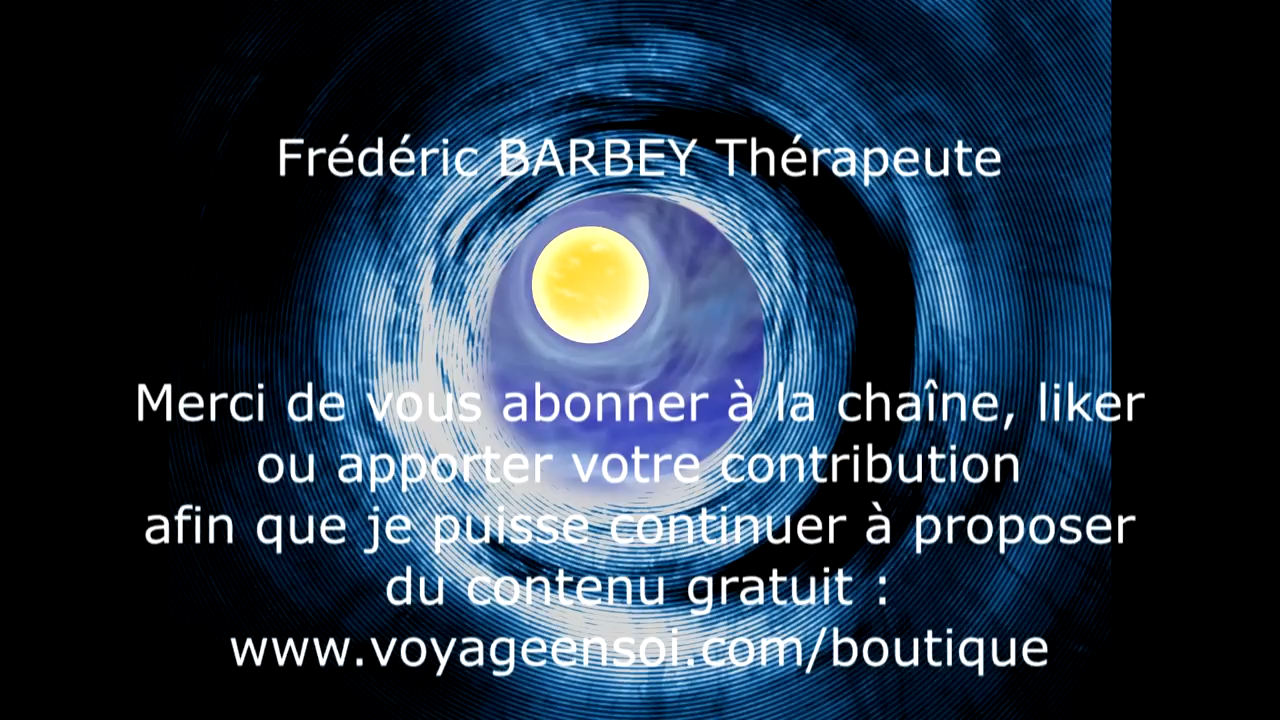 Frédéric BARBEY Thérapeute
Merci de vous abonner à la chaîne, liker
ou apporter votre contribution
afin que je puisse continuer à proposer
du contenu gratuit :
www.voyageensoi.com/boutique